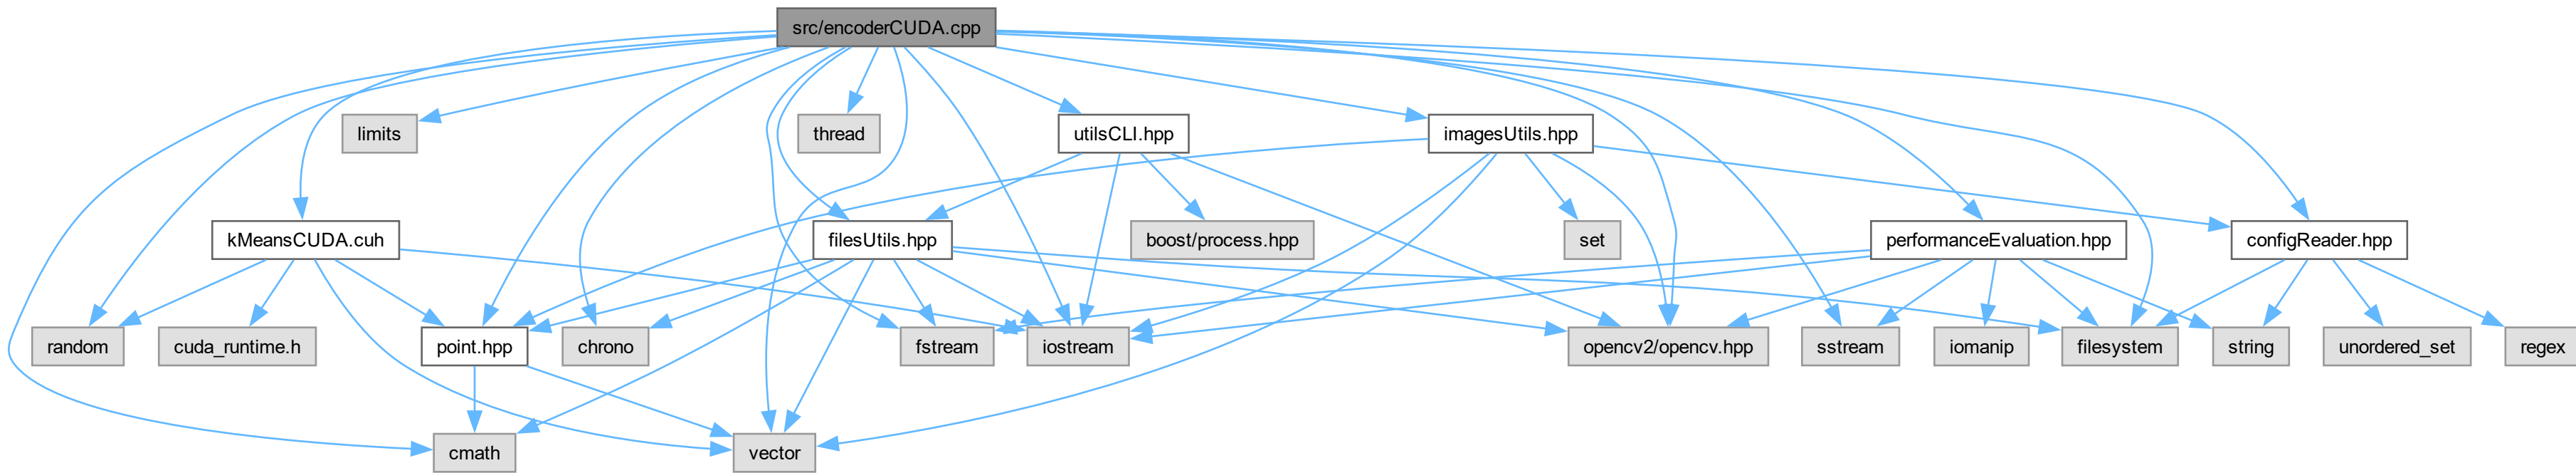 src/encoderCUDA.cpp
limits
thread
utilsCLI.hpp
imagesUtils.hpp
kMeansCUDA.cuh
filesUtils.hpp
boost/process.hpp
set
performanceEvaluation.hpp
configReader.hpp
random
cuda_runtime.h
point.hpp
chrono
fstream
iostream
opencv2/opencv.hpp
sstream
iomanip
filesystem
string
unordered_set
regex
cmath
vector